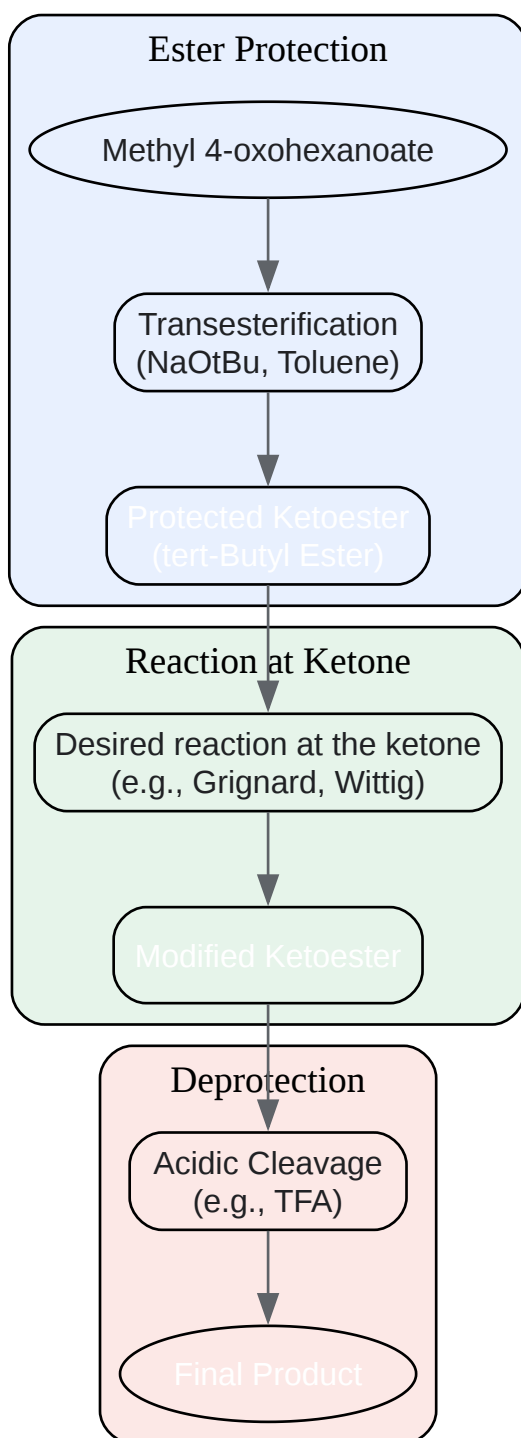 Ester Protection
Methyl 4-oxohexanoate
Transesterification
(NaOtBu, Toluene)
Protected Ketoester
(tert-Butyl Ester)
Reaction at Ketone
Desired reaction at the ketone
(e.g., Grignard, Wittig)
Modified Ketoester
Deprotection
Acidic Cleavage
(e.g., TFA)
Final Product